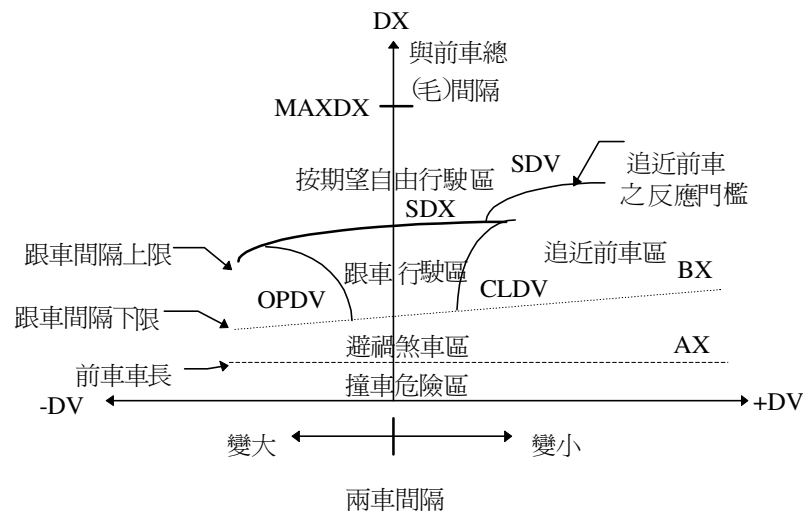 DX
與前車總
(毛)間隔
MAXDX
SDV
追近前車
之反應門檻
按期望自由行駛區
SDX
跟車間隔上限
追近前車區
跟車行駛區
BX
OPDV
CLDV
跟車間隔下限
避禍煞車區
AX
前車車長
撞車危險區
-DV
+DV
變大
變小
兩車間隔